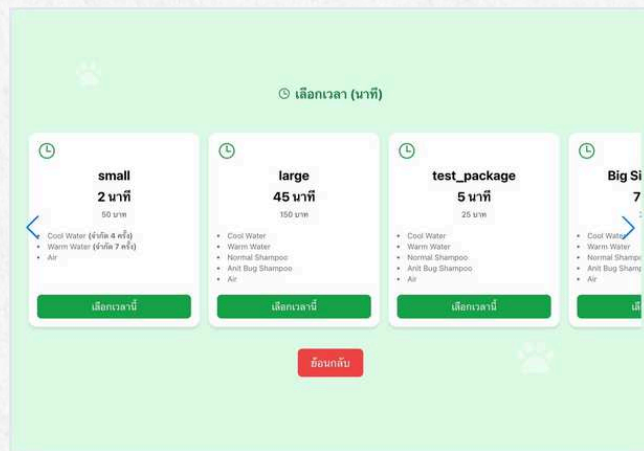 เลือกเวลา (นาที)
small
2 นาที
50 บาท
Cool Water (จำกัด 4 ครั้ง)
Warm Water (จำกัด 7 ครั้ง)
Air
เลือกเวลานี้
large
45 นาที
150 บาท
Cool Water
Warm Water
Normal Shampoo
Anit Bug Shampoo
Air
เลือกเวลานี้
test_package
5 นาที
25 บาท
Cool Water
Warm Water
Normal Shampoo
Anit Bug Shampoo
Air
เลือกเวลานี้
Big Si
7
Cool Water
Warm Water
Normal Shampo
Anit Bug Shamp
Air
ย้อนกลับ